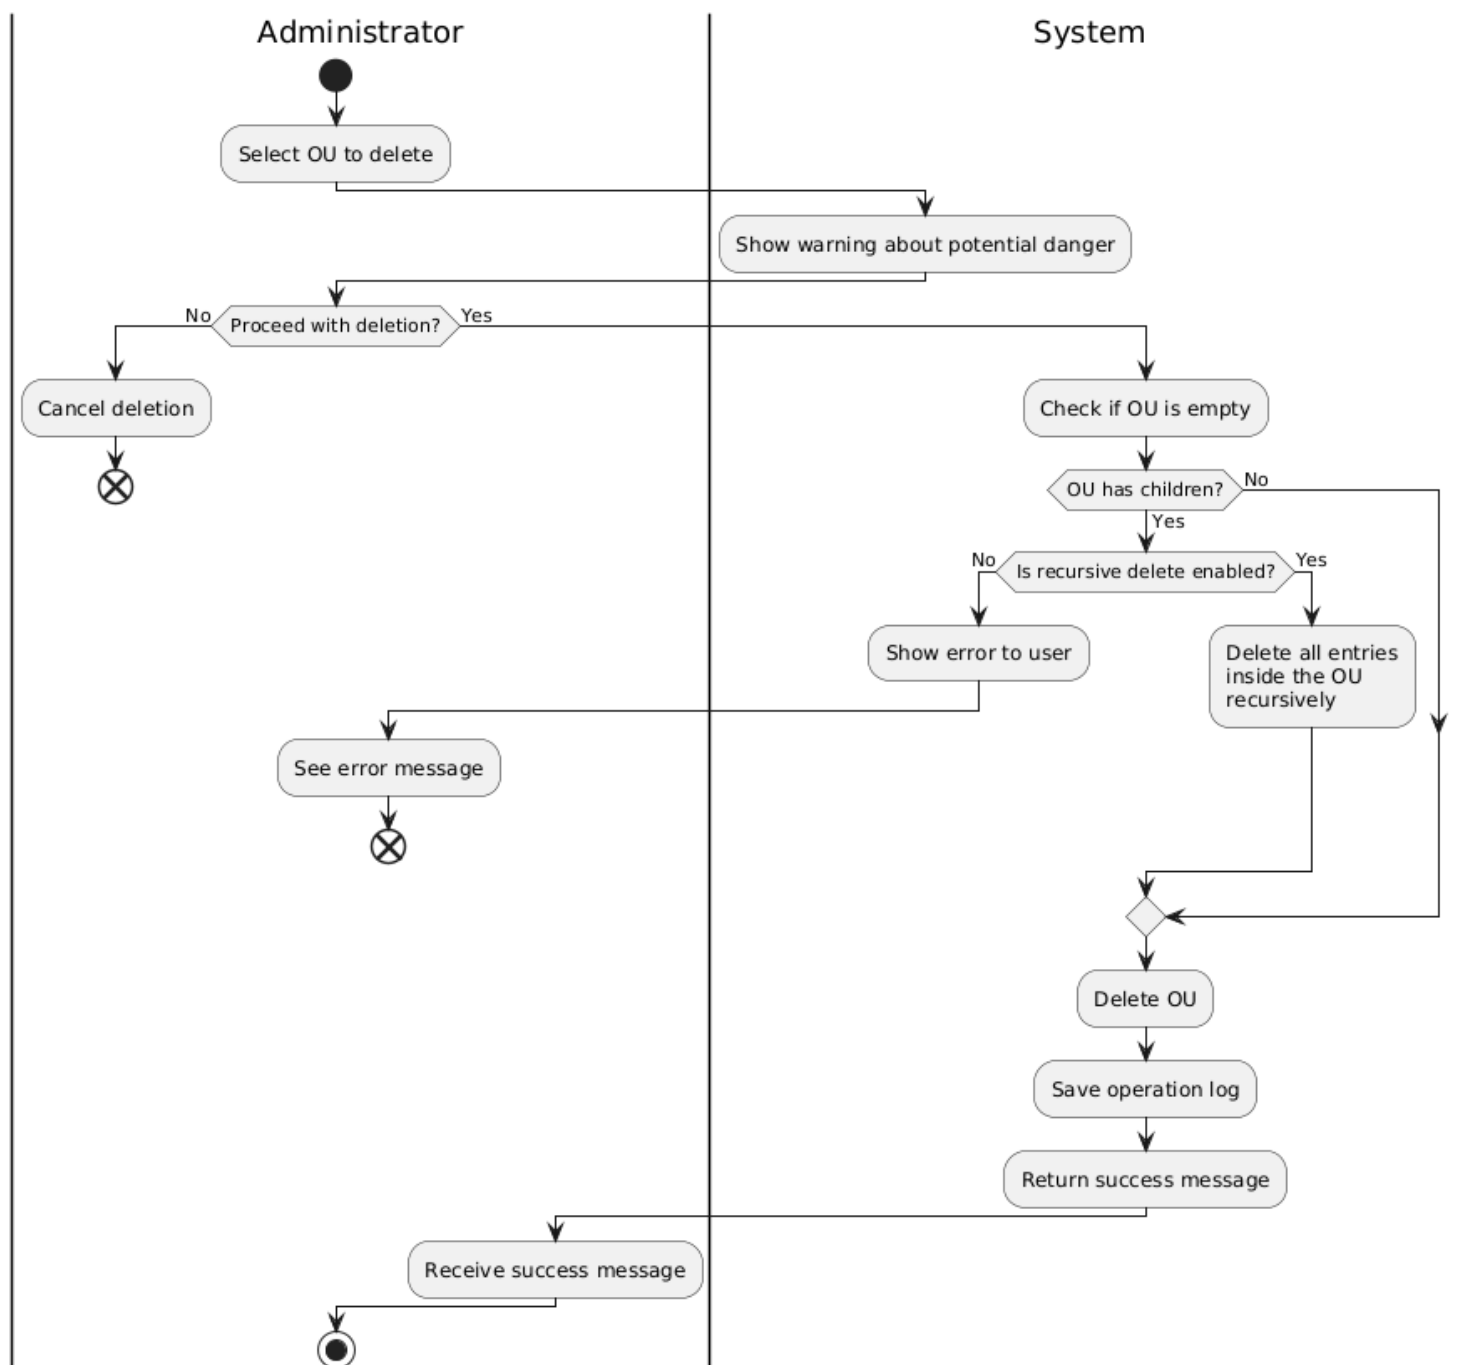 Administrator
System
Select OU to delete
Show warning about potential danger
No
Proceed with deletion?
Yes
Cancel deletion
Check if OU is empty
OU has children?
No
Yes
No
Is recursive delete enabled?
Yes
Show error to user
Delete all entries
inside the OU
recursively
See error message
Delete OU
Save operation log
Return success message
Receive success message